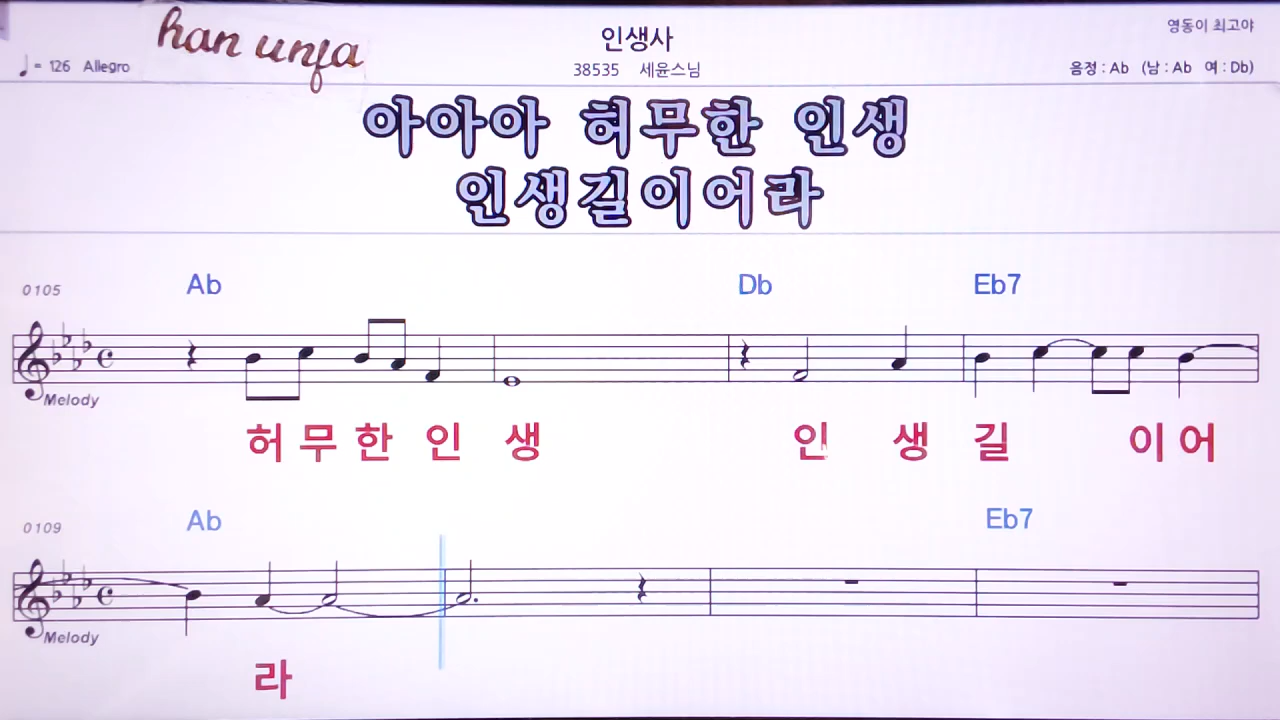 han unfa
인생사
영동이 최고야
♩= 126 Allegro
38535 세윤스님
음정 : Ab (남 : Ab 여 : Db)
아아아 허무한 인생
인생길이어라
0105 Ab Db Eb7
Melody
허 무 한 인 생 인 생 길 이 어
0109 Ab Eb7
Melody
라